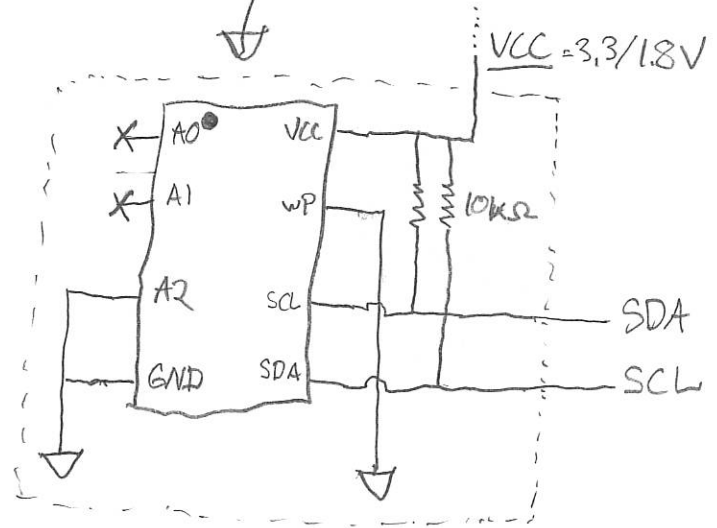 VCC = 3.3/1.8V
A0 VCC
A1 WP
10kΩ
A2 SCL
SDA
GND SDA
SCL